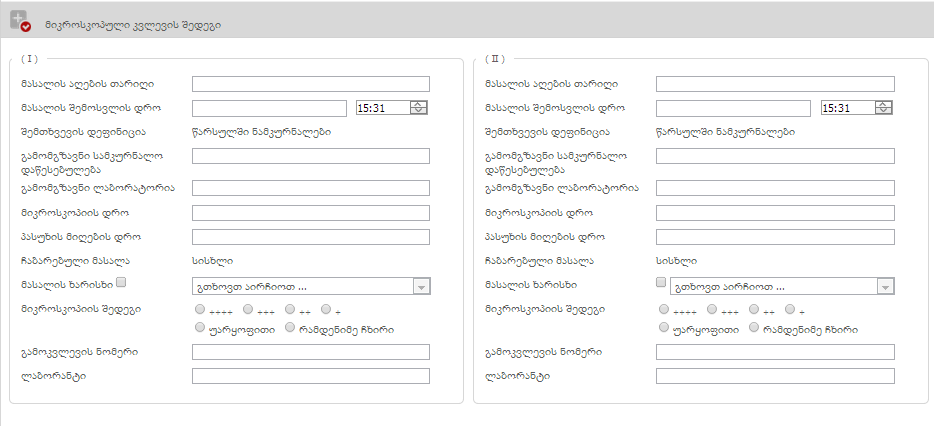 მიკროსკოპული კვლევის შედეგი
( I )
მასალის აღების თარიღი
მასალის შემოსვლის დრო 15:31
შემთხვევის დეფინიცია წარსულში ნამკურნალები
გამომგზავნი სამკურნალო
დაწესებულება
გამომგზავნი ლაბორატორია
მიკროსკოპიის დრო
პასუხის მიღების დრო
ჩაბარებული მასალა სისხლი
მასალის ხარისხი გთხოვთ აირჩიოთ ...
მიკროსკოპიის შედეგი ++++ +++ ++ +
უარყოფითი რამდენიმე ჩხირი
გამოკვლევის ნომერი
ლაბორანტი
( II )
მასალის აღების თარიღი
მასალის შემოსვლის დრო 15:31
შემთხვევის დეფინიცია წარსულში ნამკურნალები
გამომგზავნი სამკურნალო
დაწესებულება
გამომგზავნი ლაბორატორია
მიკროსკოპიის დრო
პასუხის მიღების დრო
ჩაბარებული მასალა სისხლი
მასალის ხარისხი გთხოვთ აირჩიოთ ...
მიკროსკოპიის შედეგი ++++ +++ ++ +
უარყოფითი რამდენიმე ჩხირი
გამოკვლევის ნომერი
ლაბორანტი